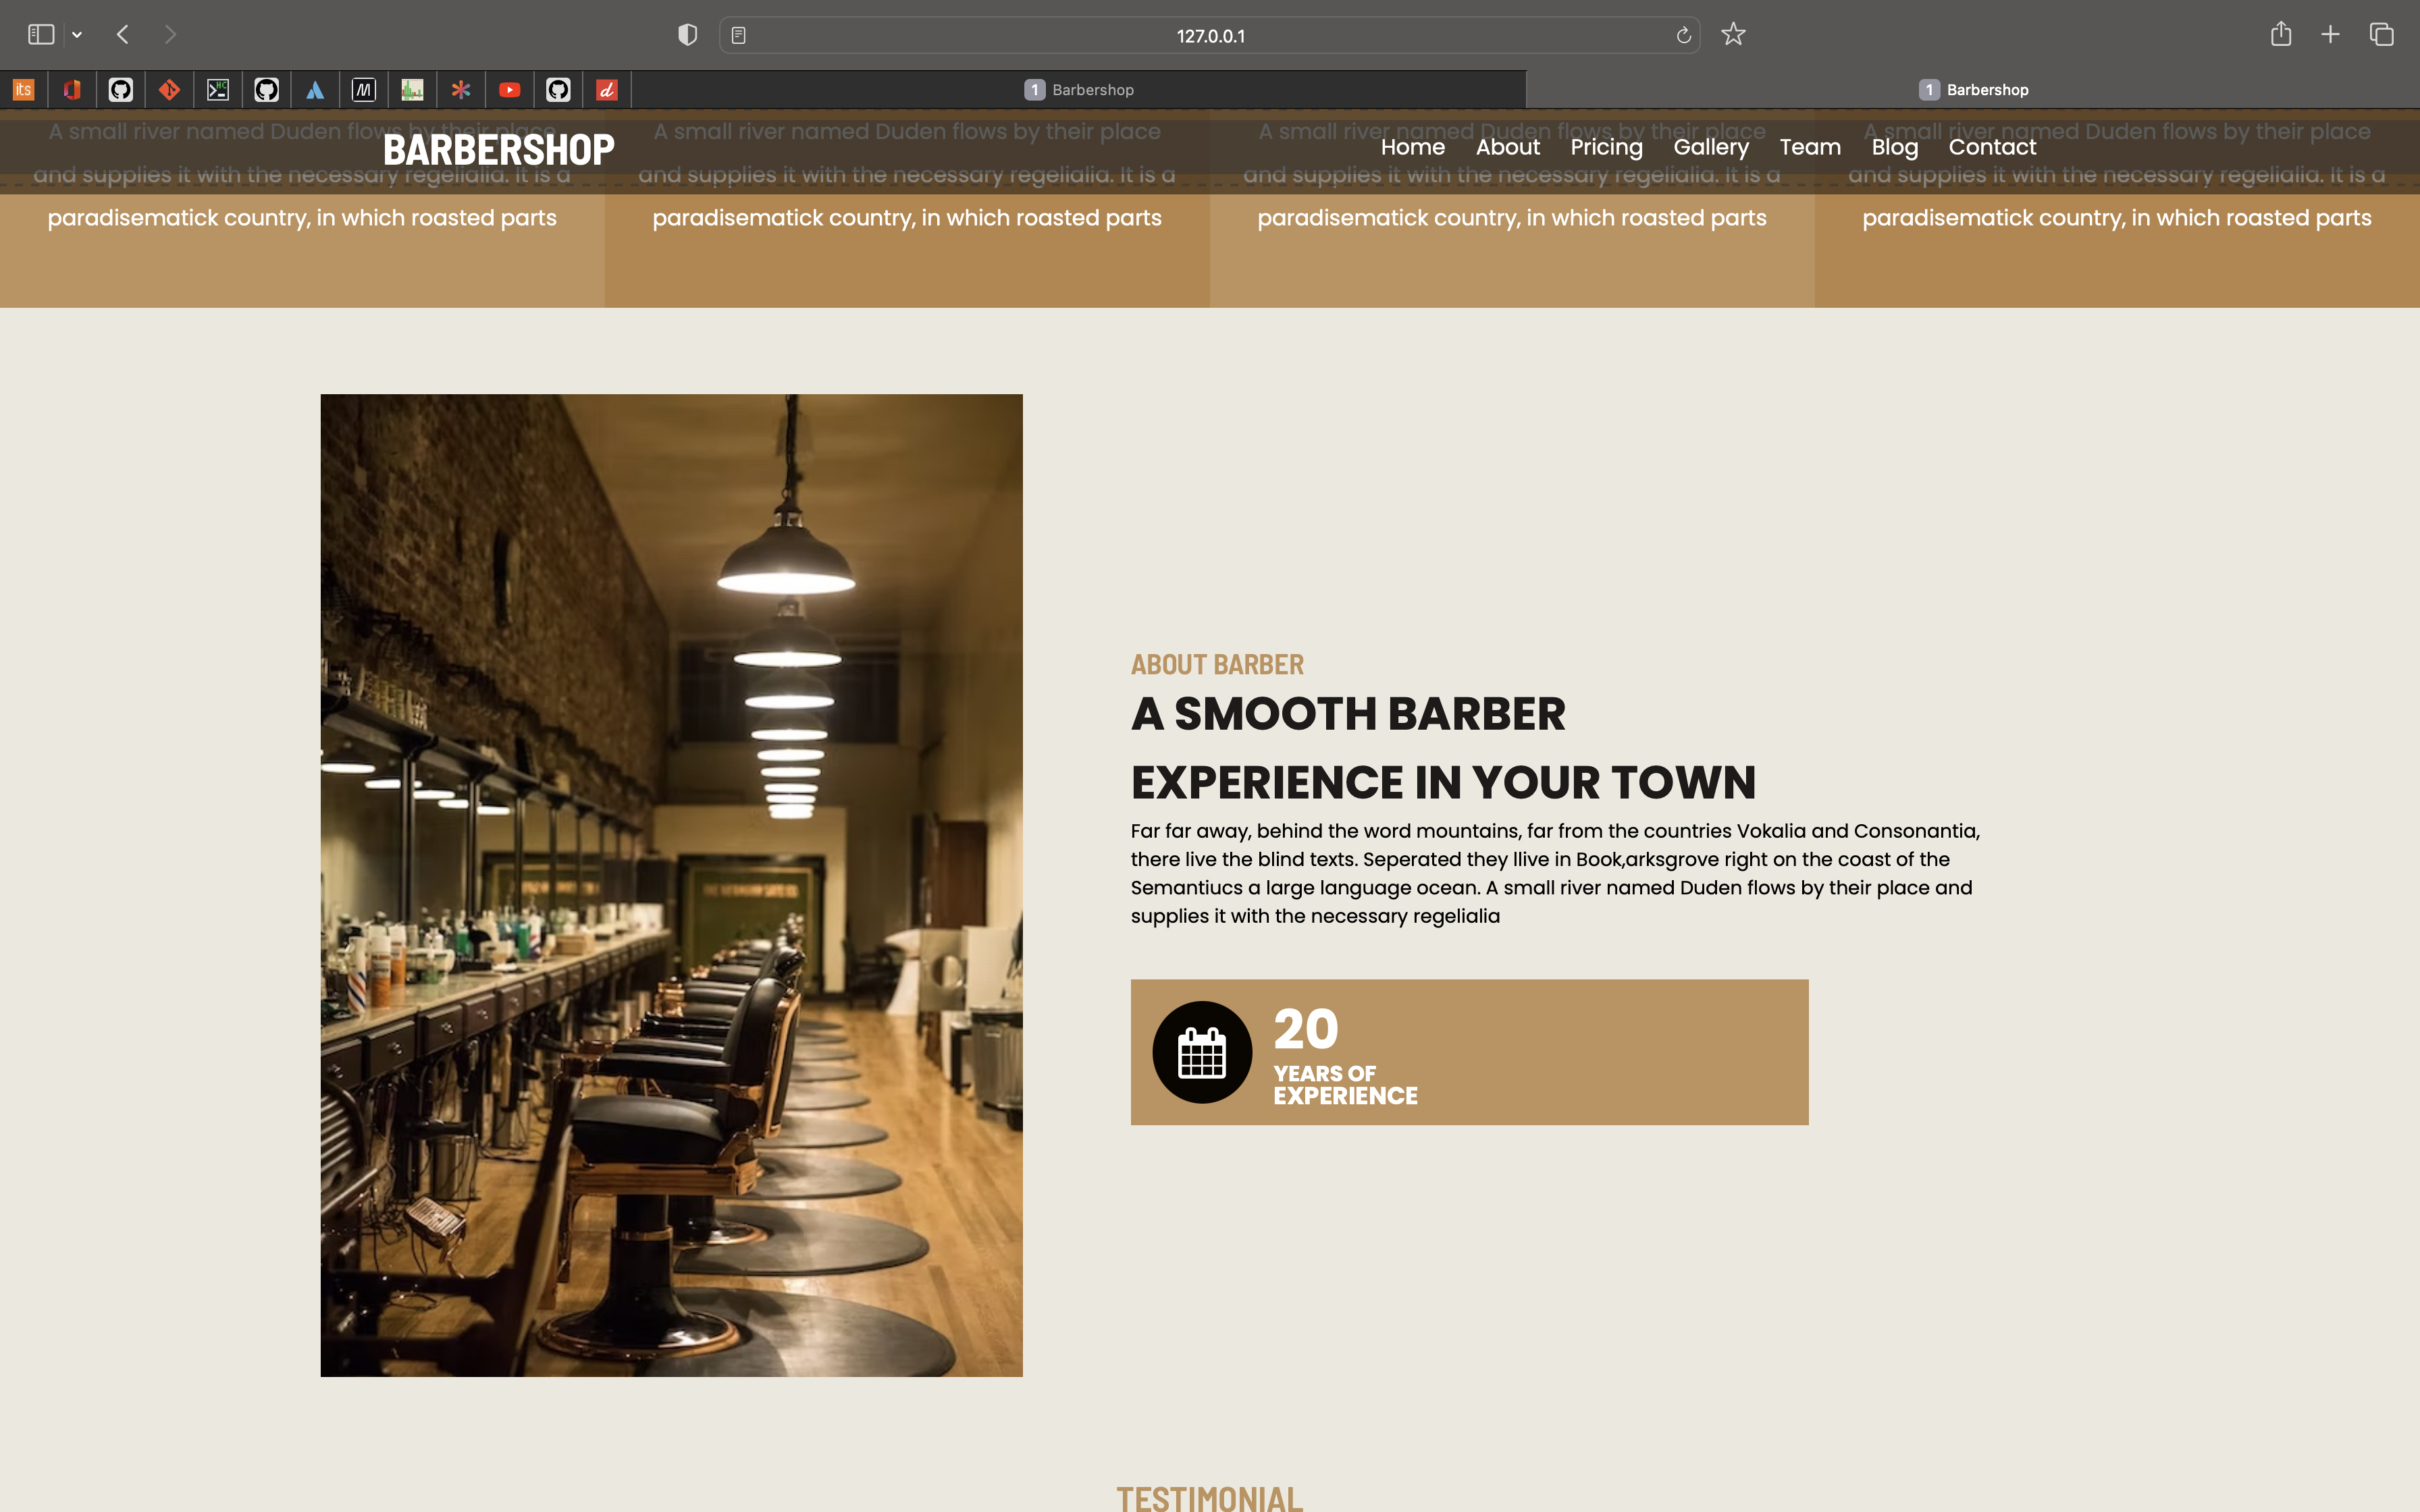 127.0.0.1
its
HC
M
d
1 Barbershop
1 Barbershop
A small river named Duden flows by their place
A small river named Duden flows by their place
A small river named Duden flows by their place
A small river named Duden flows by their place
BARBERSHOP
Home About Pricing Gallery Team Blog Contact
and supplies it with the necessary regelialia. It is a
and supplies it with the necessary regelialia. It is a
and supplies it with the necessary regelialia. It is a
and supplies it with the necessary regelialia. It is a
paradisematick country, in which roasted parts
paradisematick country, in which roasted parts
paradisematick country, in which roasted parts
paradisematick country, in which roasted parts
ABOUT BARBER
A SMOOTH BARBER
EXPERIENCE IN YOUR TOWN
Far far away, behind the word mountains, far from the countries Vokalia and Consonantia,
there live the blind texts. Seperated they llive in Book,arksgrove right on the coast of the
Semantiucs a large language ocean. A small river named Duden flows by their place and
supplies it with the necessary regelialia
20
YEARS OF
EXPERIENCE
TESTIMONIAL